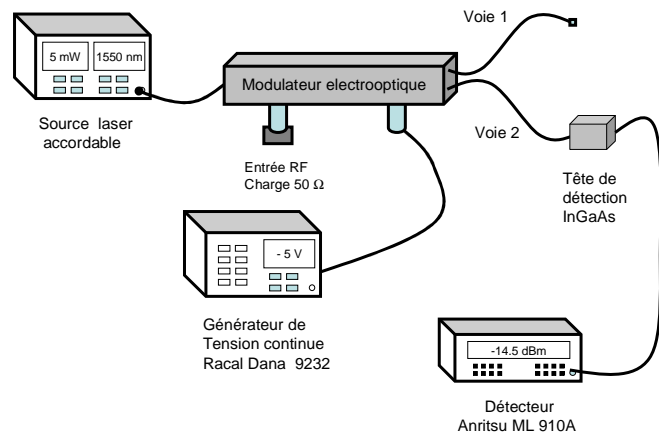 Voie 1
5 mW
1550 nm
Modulateur electrooptique
Source laser
accordable
Voie 2
Entrée RF
Charge 50 Ω
Tête de
détection
InGaAs
- 5 V
Générateur de
Tension continue
Racal Dana 9232
-14.5 dBm
Détecteur
Anritsu ML 910A